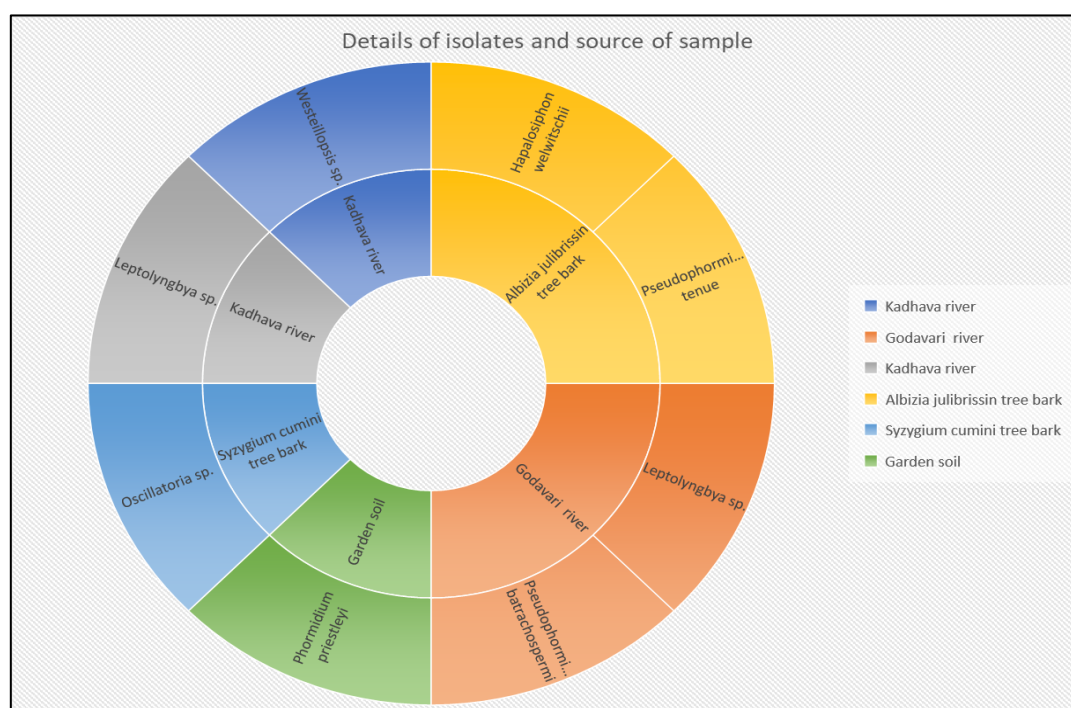 Details of isolates and source of sample
Westeillopsis sp.
Kadhava river
Hapalosiphon
welwitschii
Albizia julibrissin
tree bark
Pseudophormi...
tenue
Leptolyngbya sp.
Kadhava river
Oscillatoria sp.
Syzygium cumini
tree bark
Phormidium
priestleyi
Garden soil
Godavari  river
Leptolyngbya sp.
Pseudophormi...
batrachospermi
Kadhava river
Godavari  river
Kadhava river
Albizia julibrissin tree bark
Syzygium cumini tree bark
Garden soil